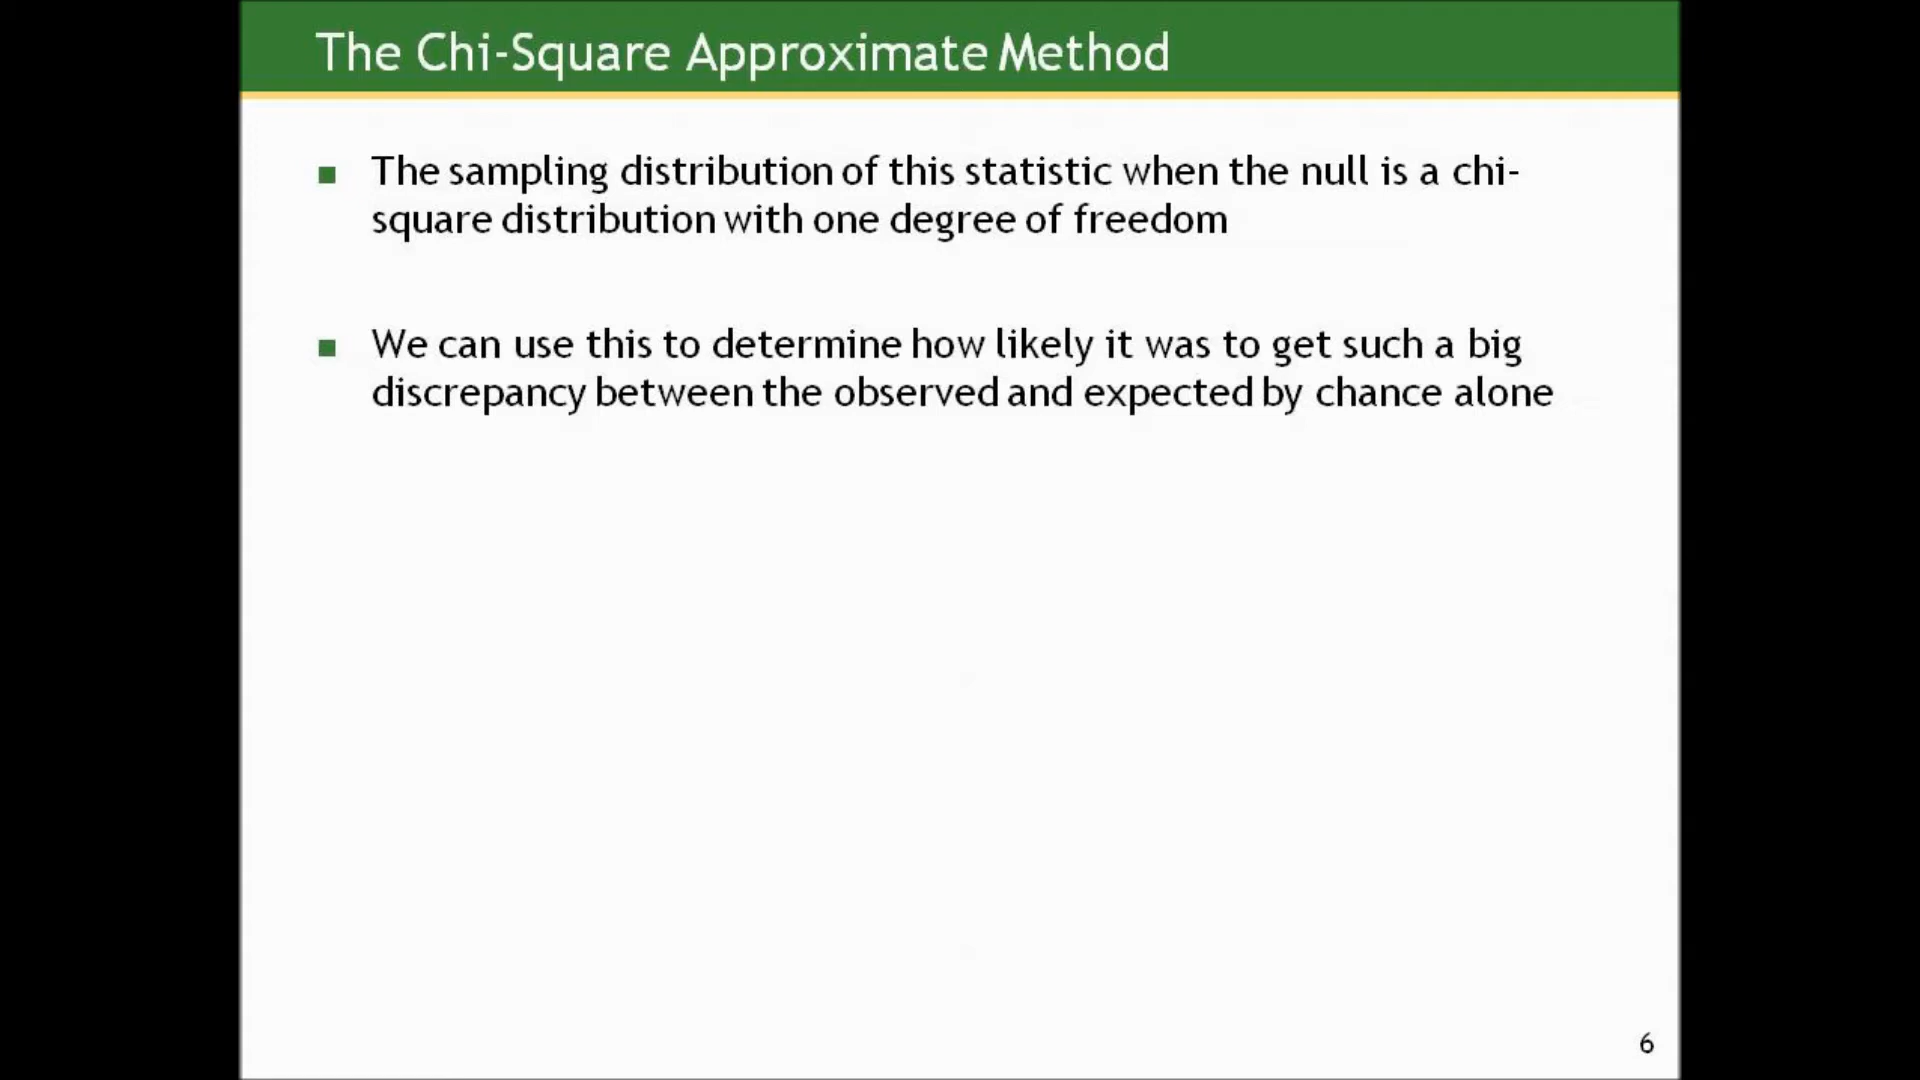 The Chi-Square Approximate Method
The sampling distribution of this statistic when the null is a chi-
square distribution with one degree of freedom
We can use this to determine how likely it was to get such a big
discrepancy between the observed and expected by chance alone
6